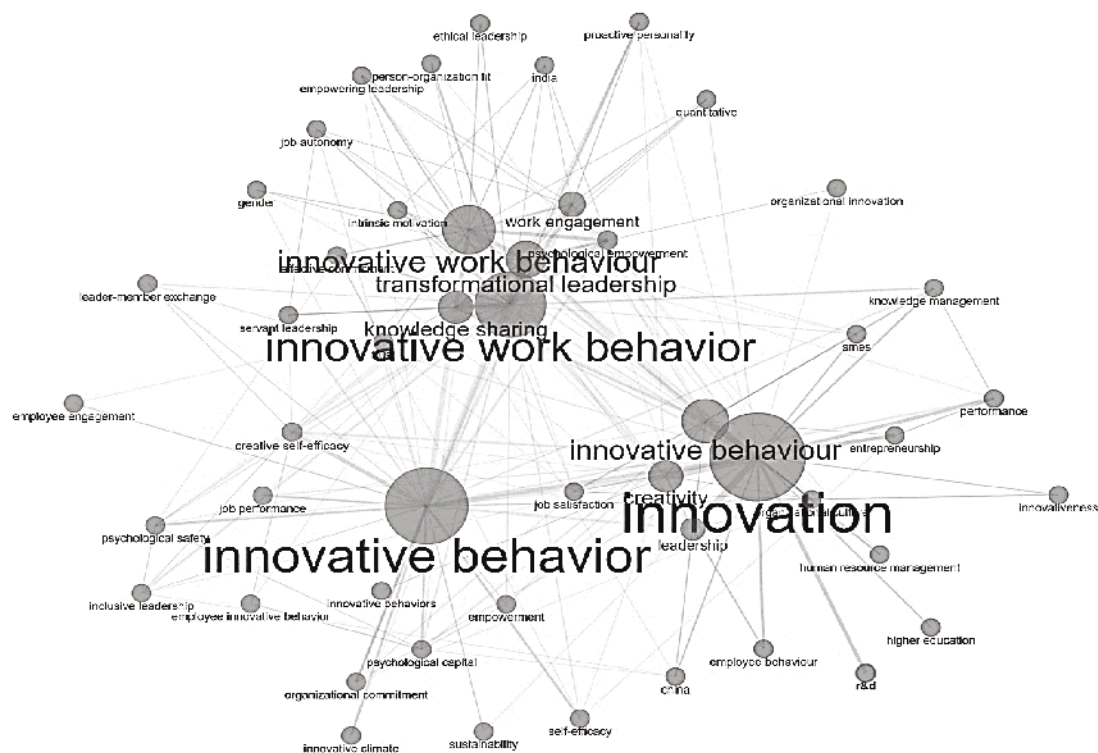 ethical leadership
proactive personality
person-organization fit
india
empowering leadership
quantitative
job autonomy
gender
organizational innovation
intrinsic motivation
work engagement
psychological empowerment
innovative work behaviour
transformational leadership
leader-member exchange
knowledge management
servant leadership
knowledge sharing
innovative work behavior
smes
employee engagement
performance
creative self-efficacy
innovative behaviour
entrepreneurship
job performance
job satisfaction
creativity
organizational culture
innovativeness
innovation
psychological safety
leadership
innovative behavior
human resource management
inclusive leadership
innovative behaviors
employee innovative behavior
empowerment
higher education
psychological capital
employee behaviour
organizational commitment
china
r&d
self-efficacy
innovative climate
sustainability